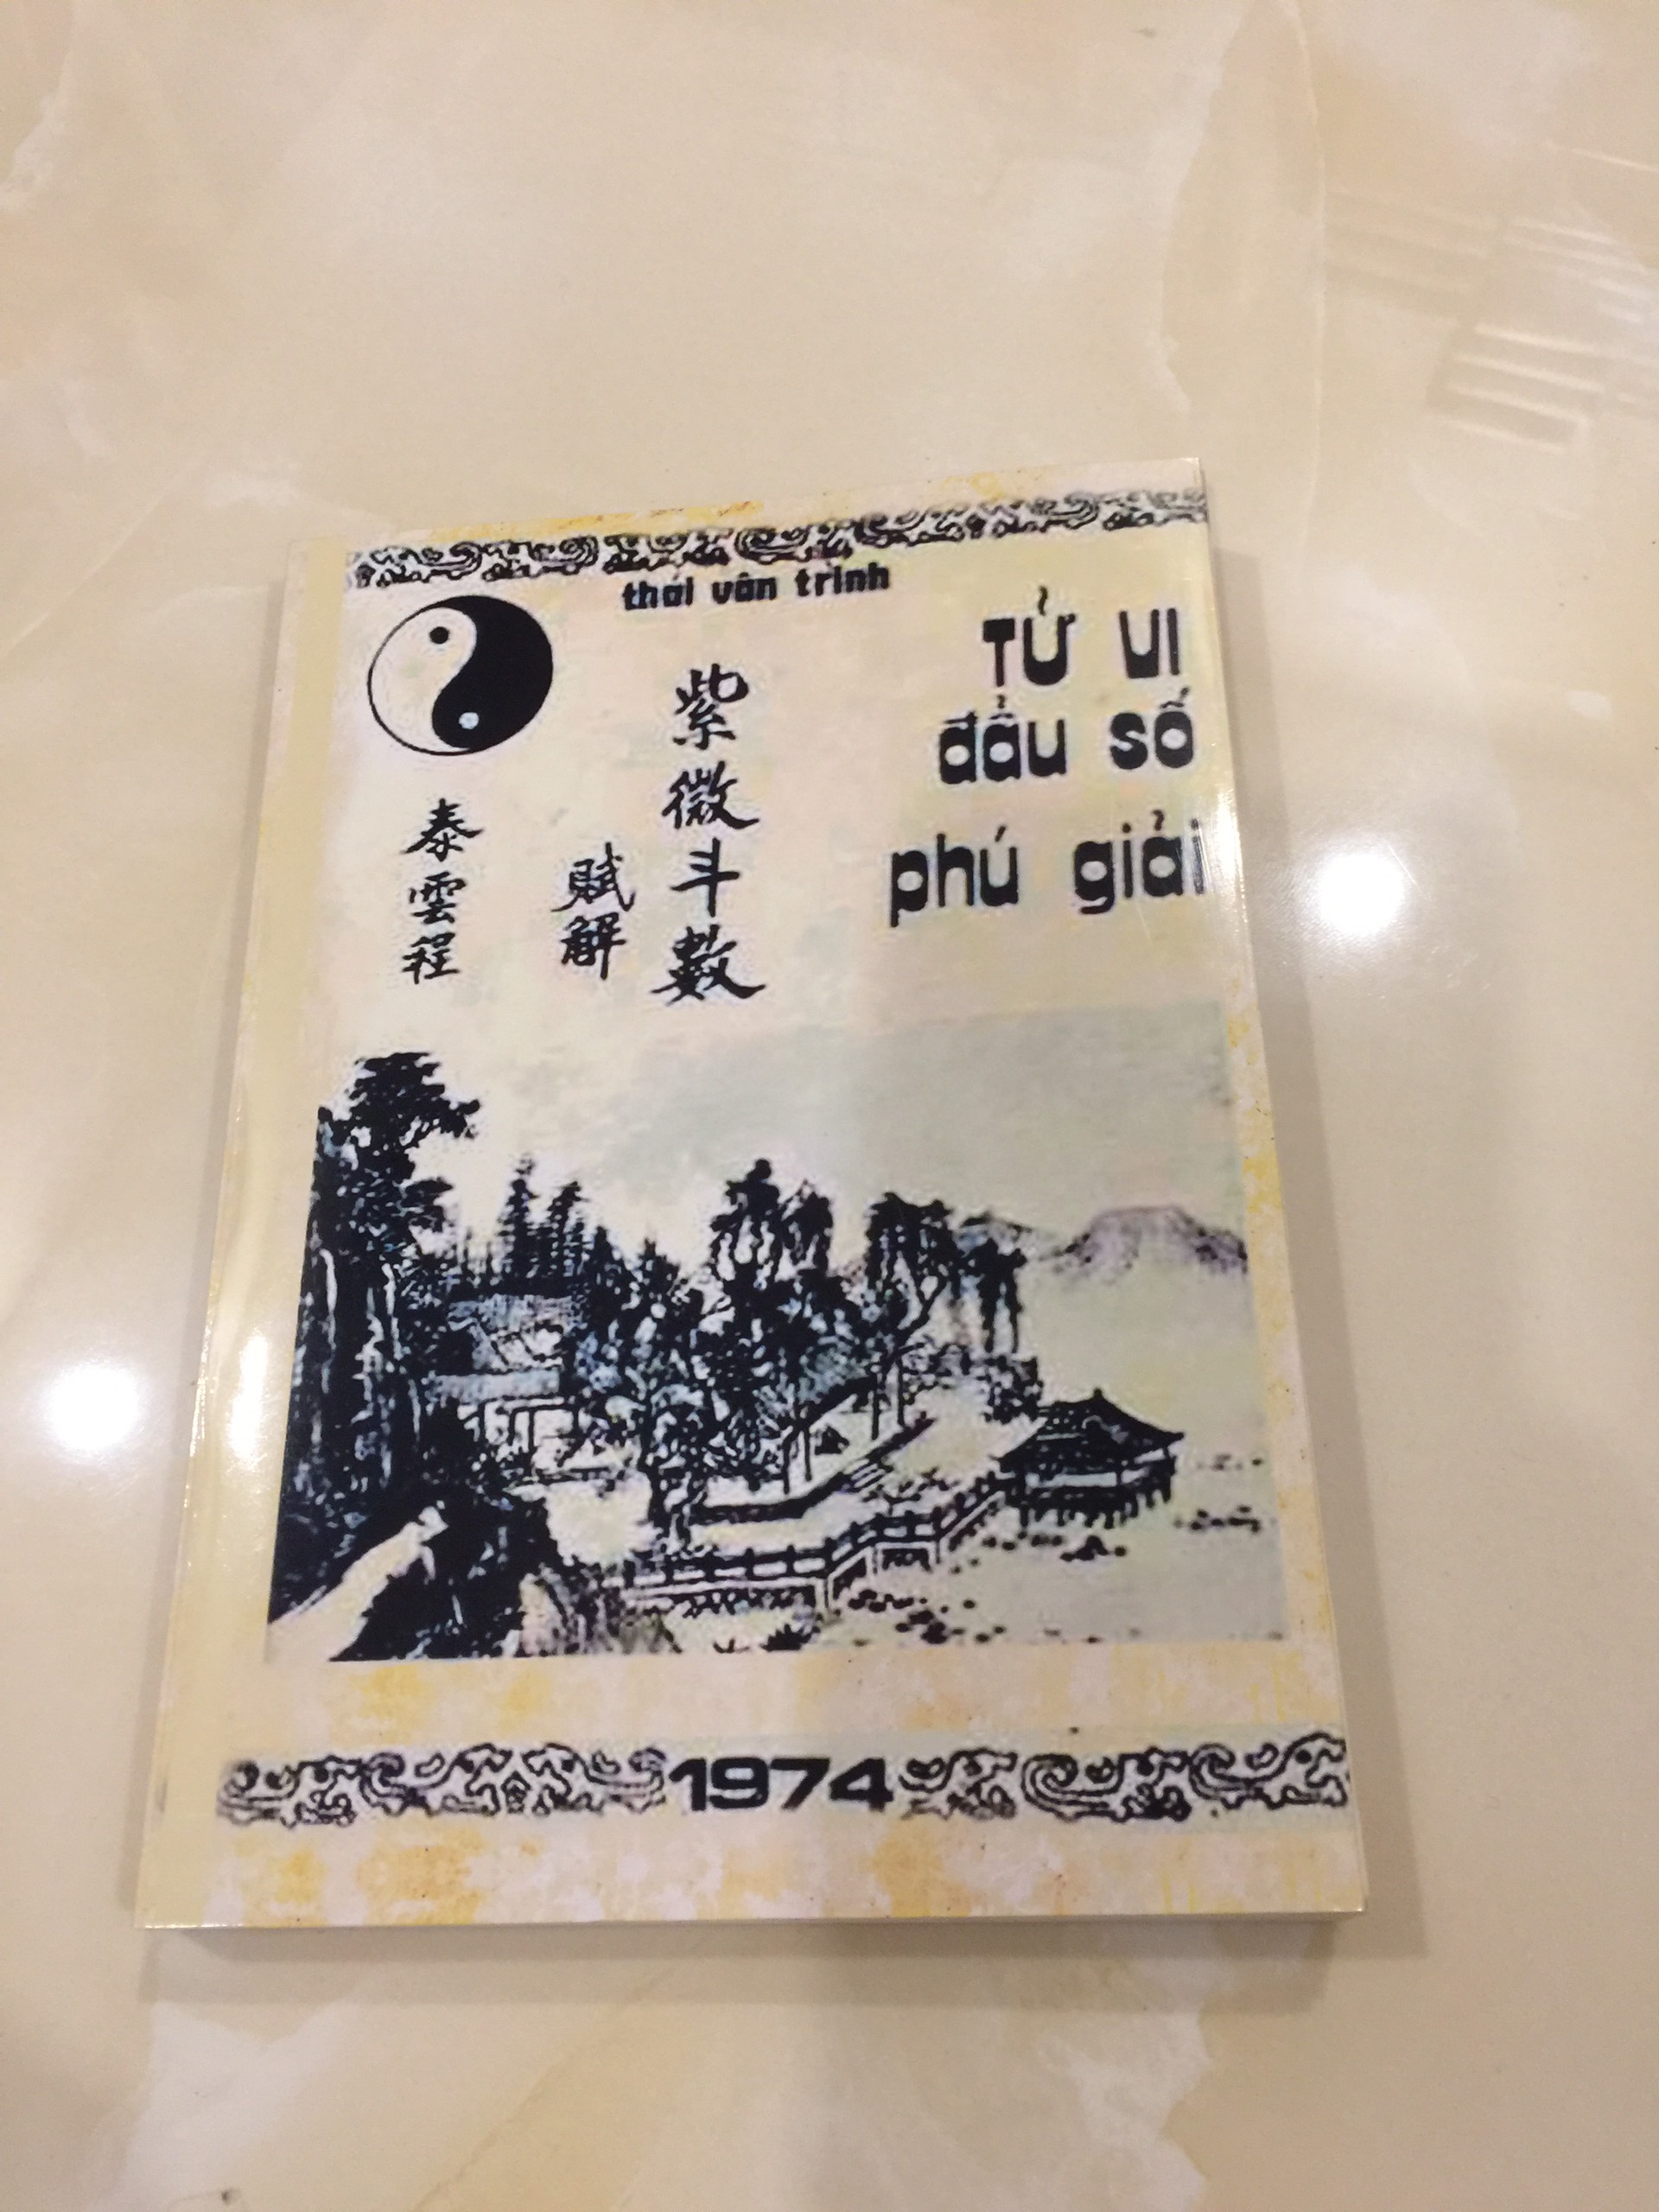 thái vân trình
TỬ VI
đẩu số
phú giải
紫微斗數
賦解
泰雲程
1974